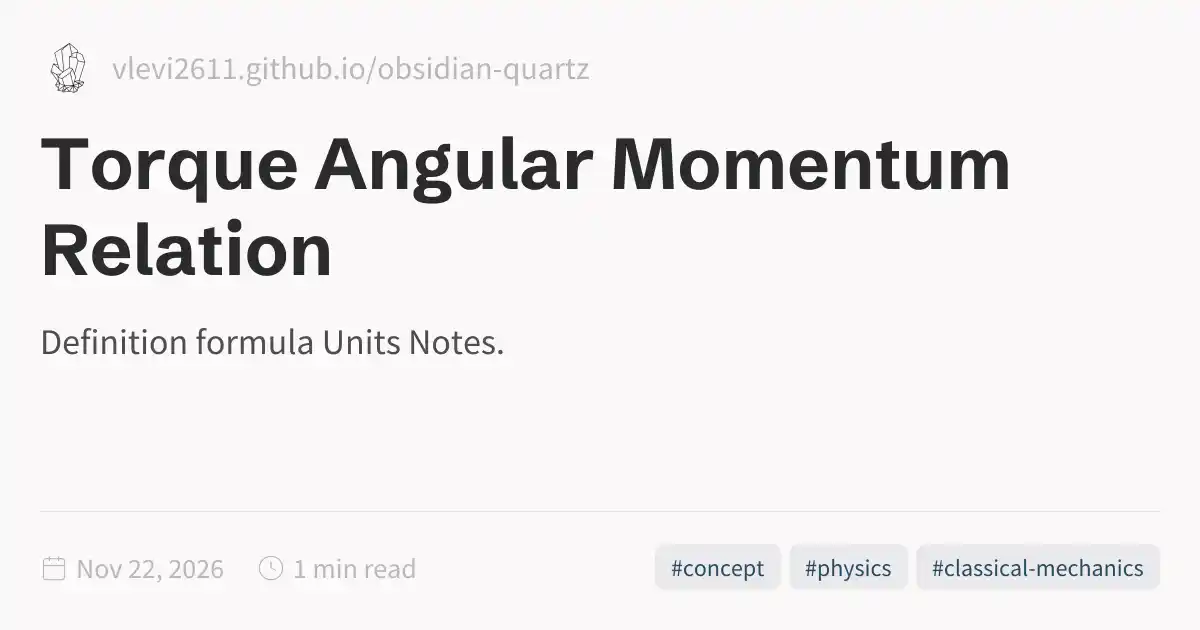 vlevi2611.github.io/obsidian-quartz
Torque Angular Momentum
Relation
Definition formula Units Notes.
Nov 22, 2026 1 min read #concept #physics #classical-mechanics